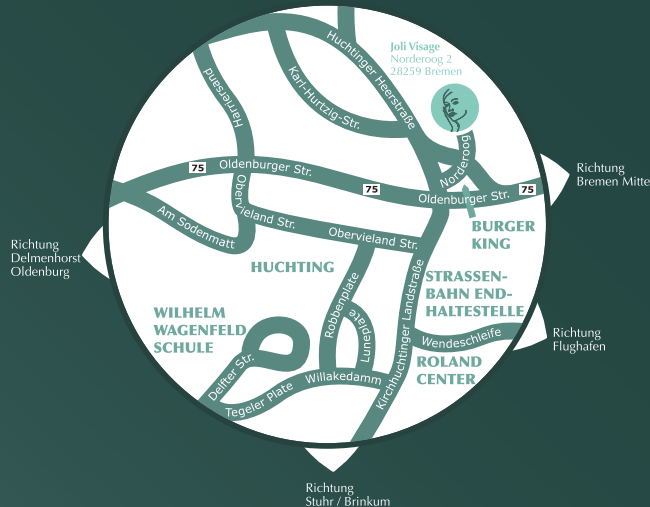 Joli Visage
Norderoog 2
28259 Bremen
Huchtinger Heerstraße
Karl-Hurtzig-Str.
Harriersand
Norderoog
75
Oldenburger Str.
75
Oldenburger Str.
75
Richtung
Bremen Mitte
Obervieland Str.
Am Sodenmatt
Obervieland Str.
BURGER
KING
Richtung
Delmenhorst
Oldenburg
HUCHTING
STRASSEN-
BAHN END-
HALTESTELLE
Robbenplate
Luneplate
Kirchhuchtinger Landstraße
WILHELM
WAGENFELD
SCHULE
Wendeschleife
Richtung
Flughafen
ROLAND
CENTER
Delfter Str.
Tegeler Plate
Willakedamm
Richtung
Stuhr / Brinkum